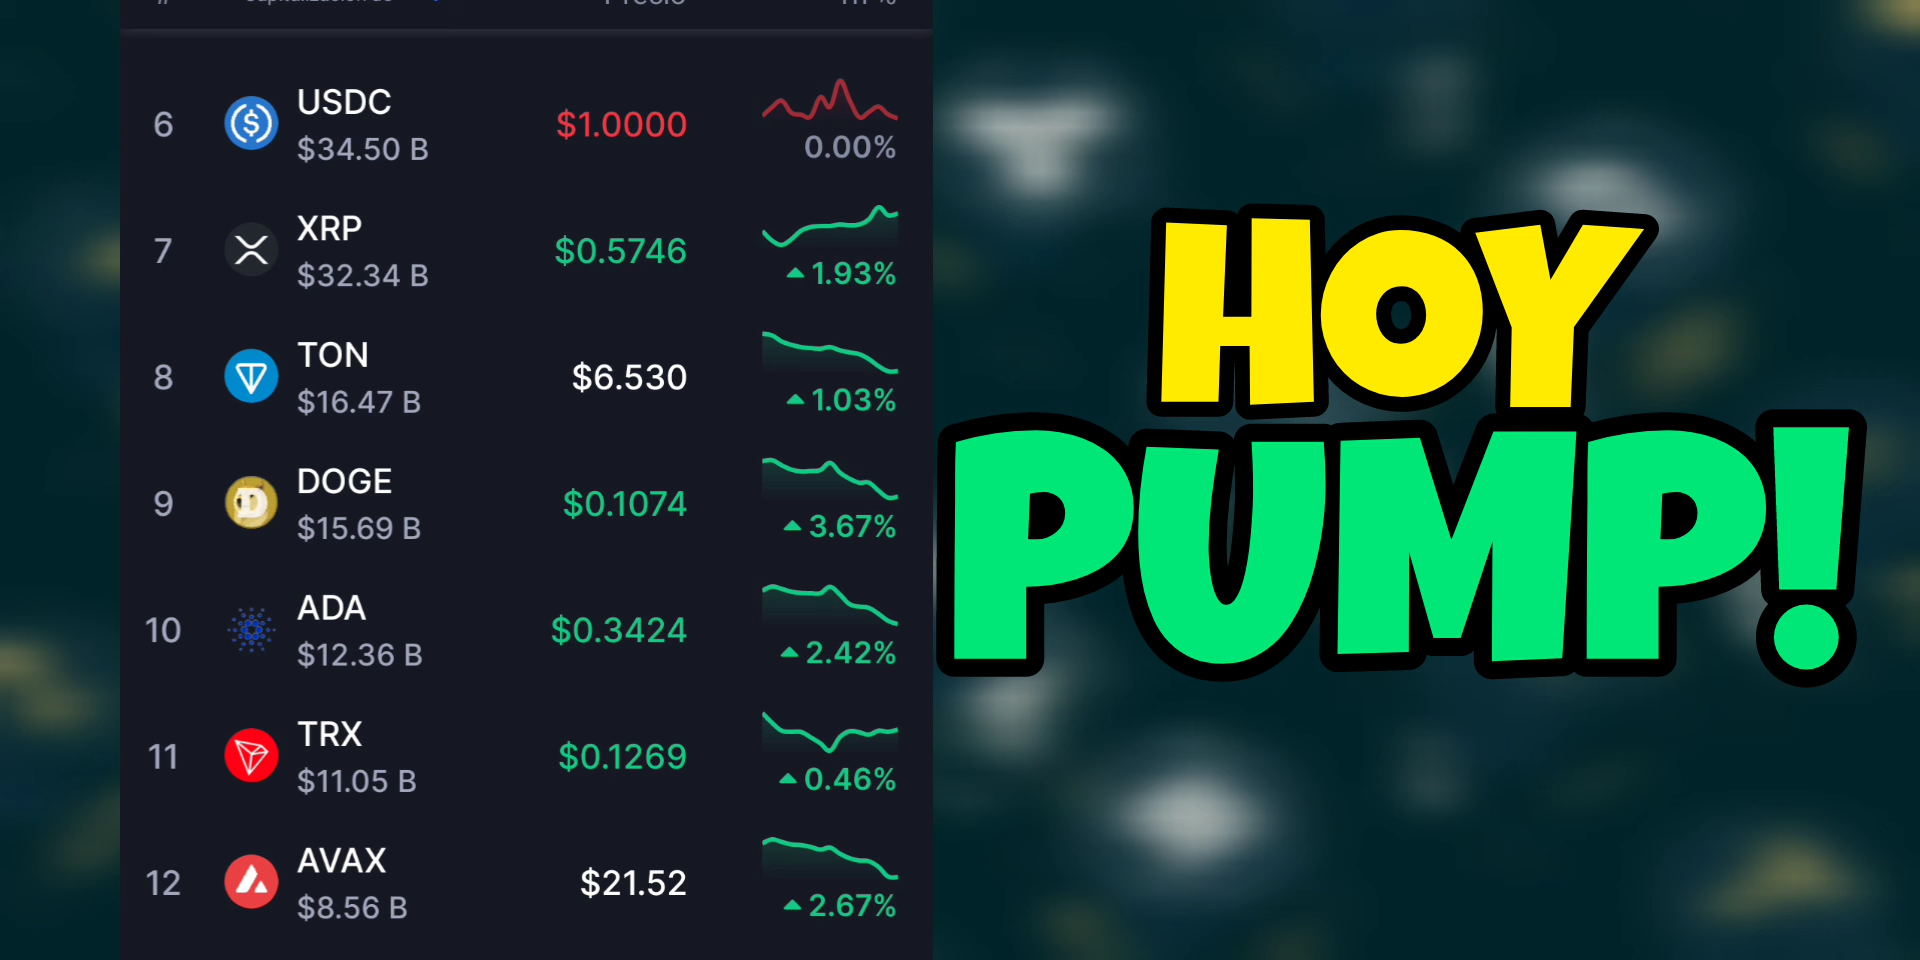 6 USDC $1.0000
$34.50 B 0.00%
7 XRP $0.5746
$32.34 B ▲ 1.93%
8 TON $6.530
$16.47 B ▲ 1.03%
9 DOGE $0.1074
$15.69 B ▲ 3.67%
10 ADA $0.3424
$12.36 B ▲ 2.42%
11 TRX $0.1269
$11.05 B ▲ 0.46%
12 AVAX $21.52
$8.56 B ▲ 2.67%
HOY
PUMP!